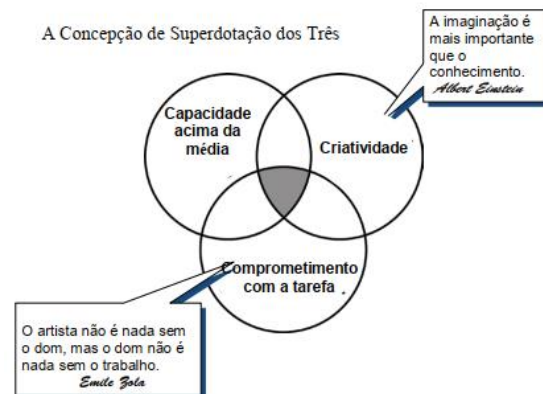 A Concepção de Superdotação dos Três
A imaginação é
mais importante
que o
conhecimento.
Albert Einstein
Capacidade
acima da
média
Criatividade
Comprometimento
com a tarefa
O artista não é nada sem
o dom, mas o dom não é
nada sem o trabalho.
Emile Zola